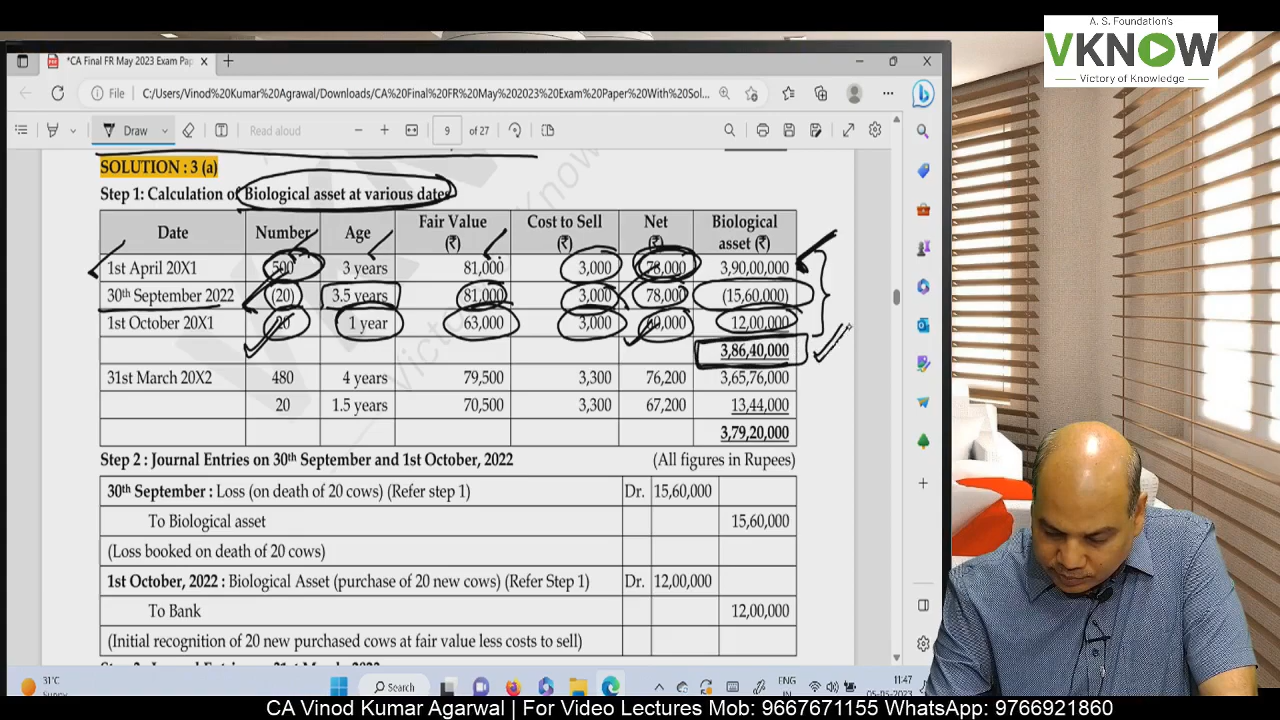 A. S. Foundation's
VKNOW
Victory of Knowledge
*CA Final FR May 2023 Exam Pap
File C:/Users/Vinod%20Kumar%20Agrawal/Downloads/CA%20Final%20FR%20May%202023%20Exam%20Paper%20With%20Sol...
Draw Read aloud 9 of 27
SOLUTION : 3 (a)
Step 1: Calculation of Biological asset at various dates
Date Number Age Fair Value (₹) Cost to Sell (₹) Net ₹ Biological asset (₹)
1st April 20X1 500 3 years 81,000 3,000 78,000 3,90,00,000
30th September 2022 (20) 3.5 years 81,000 3,000 78,000 (15,60,000)
1st October 20X1 20 1 year 63,000 3,000 60,000 12,00,000
3,86,40,000
31st March 20X2 480 4 years 79,500 3,300 76,200 3,65,76,000
20 1.5 years 70,500 3,300 67,200 13,44,000
3,79,20,000
Step 2 : Journal Entries on 30th September and 1st October, 2022 (All figures in Rupees)
30th September : Loss (on death of 20 cows) (Refer step 1) Dr. 15,60,000
To Biological asset 15,60,000
(Loss booked on death of 20 cows)
1st October, 2022 : Biological Asset (purchase of 20 new cows) (Refer Step 1) Dr. 12,00,000
To Bank 12,00,000
(Initial recognition of 20 new purchased cows at fair value less costs to sell)
31°C
Sunny
Search
ENG
IN
11:47
05-05-2023
CA Vinod Kumar Agarwal | For Video Lectures Mob: 9667671155 WhatsApp: 9766921860